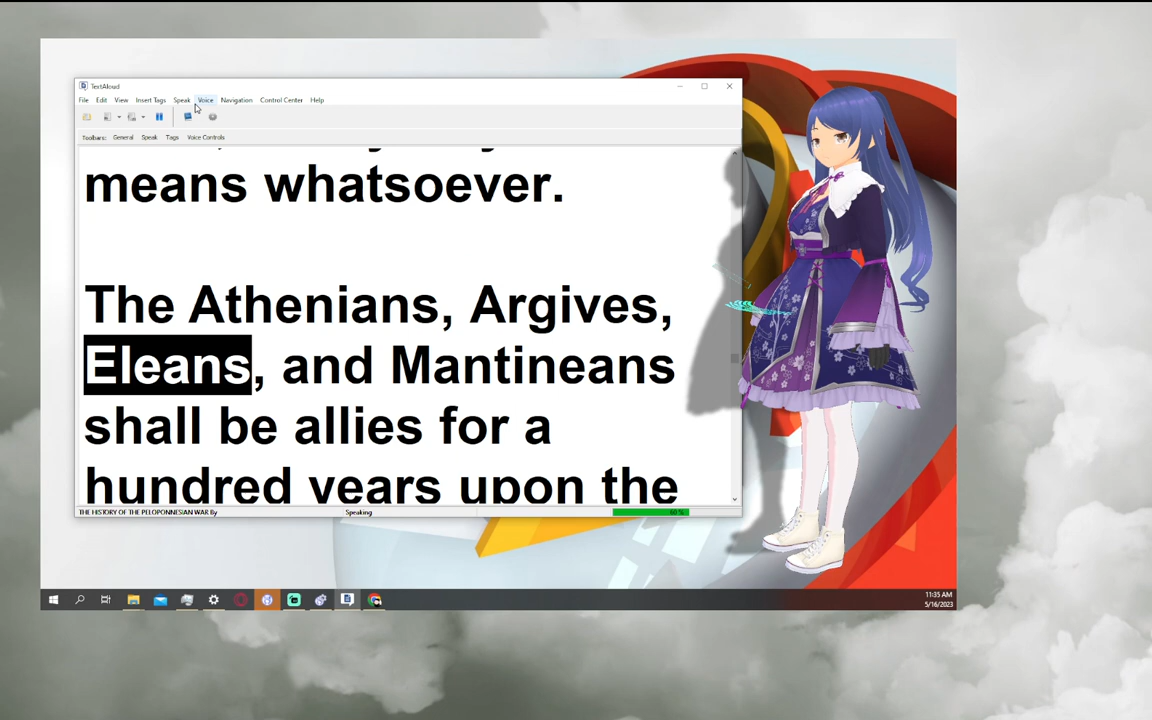 TextAloud
File Edit View Insert Tags Speak Voice Navigation Control Center Help
Toolbars: General Speak Tags Voice Controls
means whatsoever.
The Athenians, Argives,
Eleans, and Mantineans
shall be allies for a
hundred years upon the
THE HISTORY OF THE PELOPONNESIAN WAR By Speaking 60 %
11:35 AM
5/16/2023